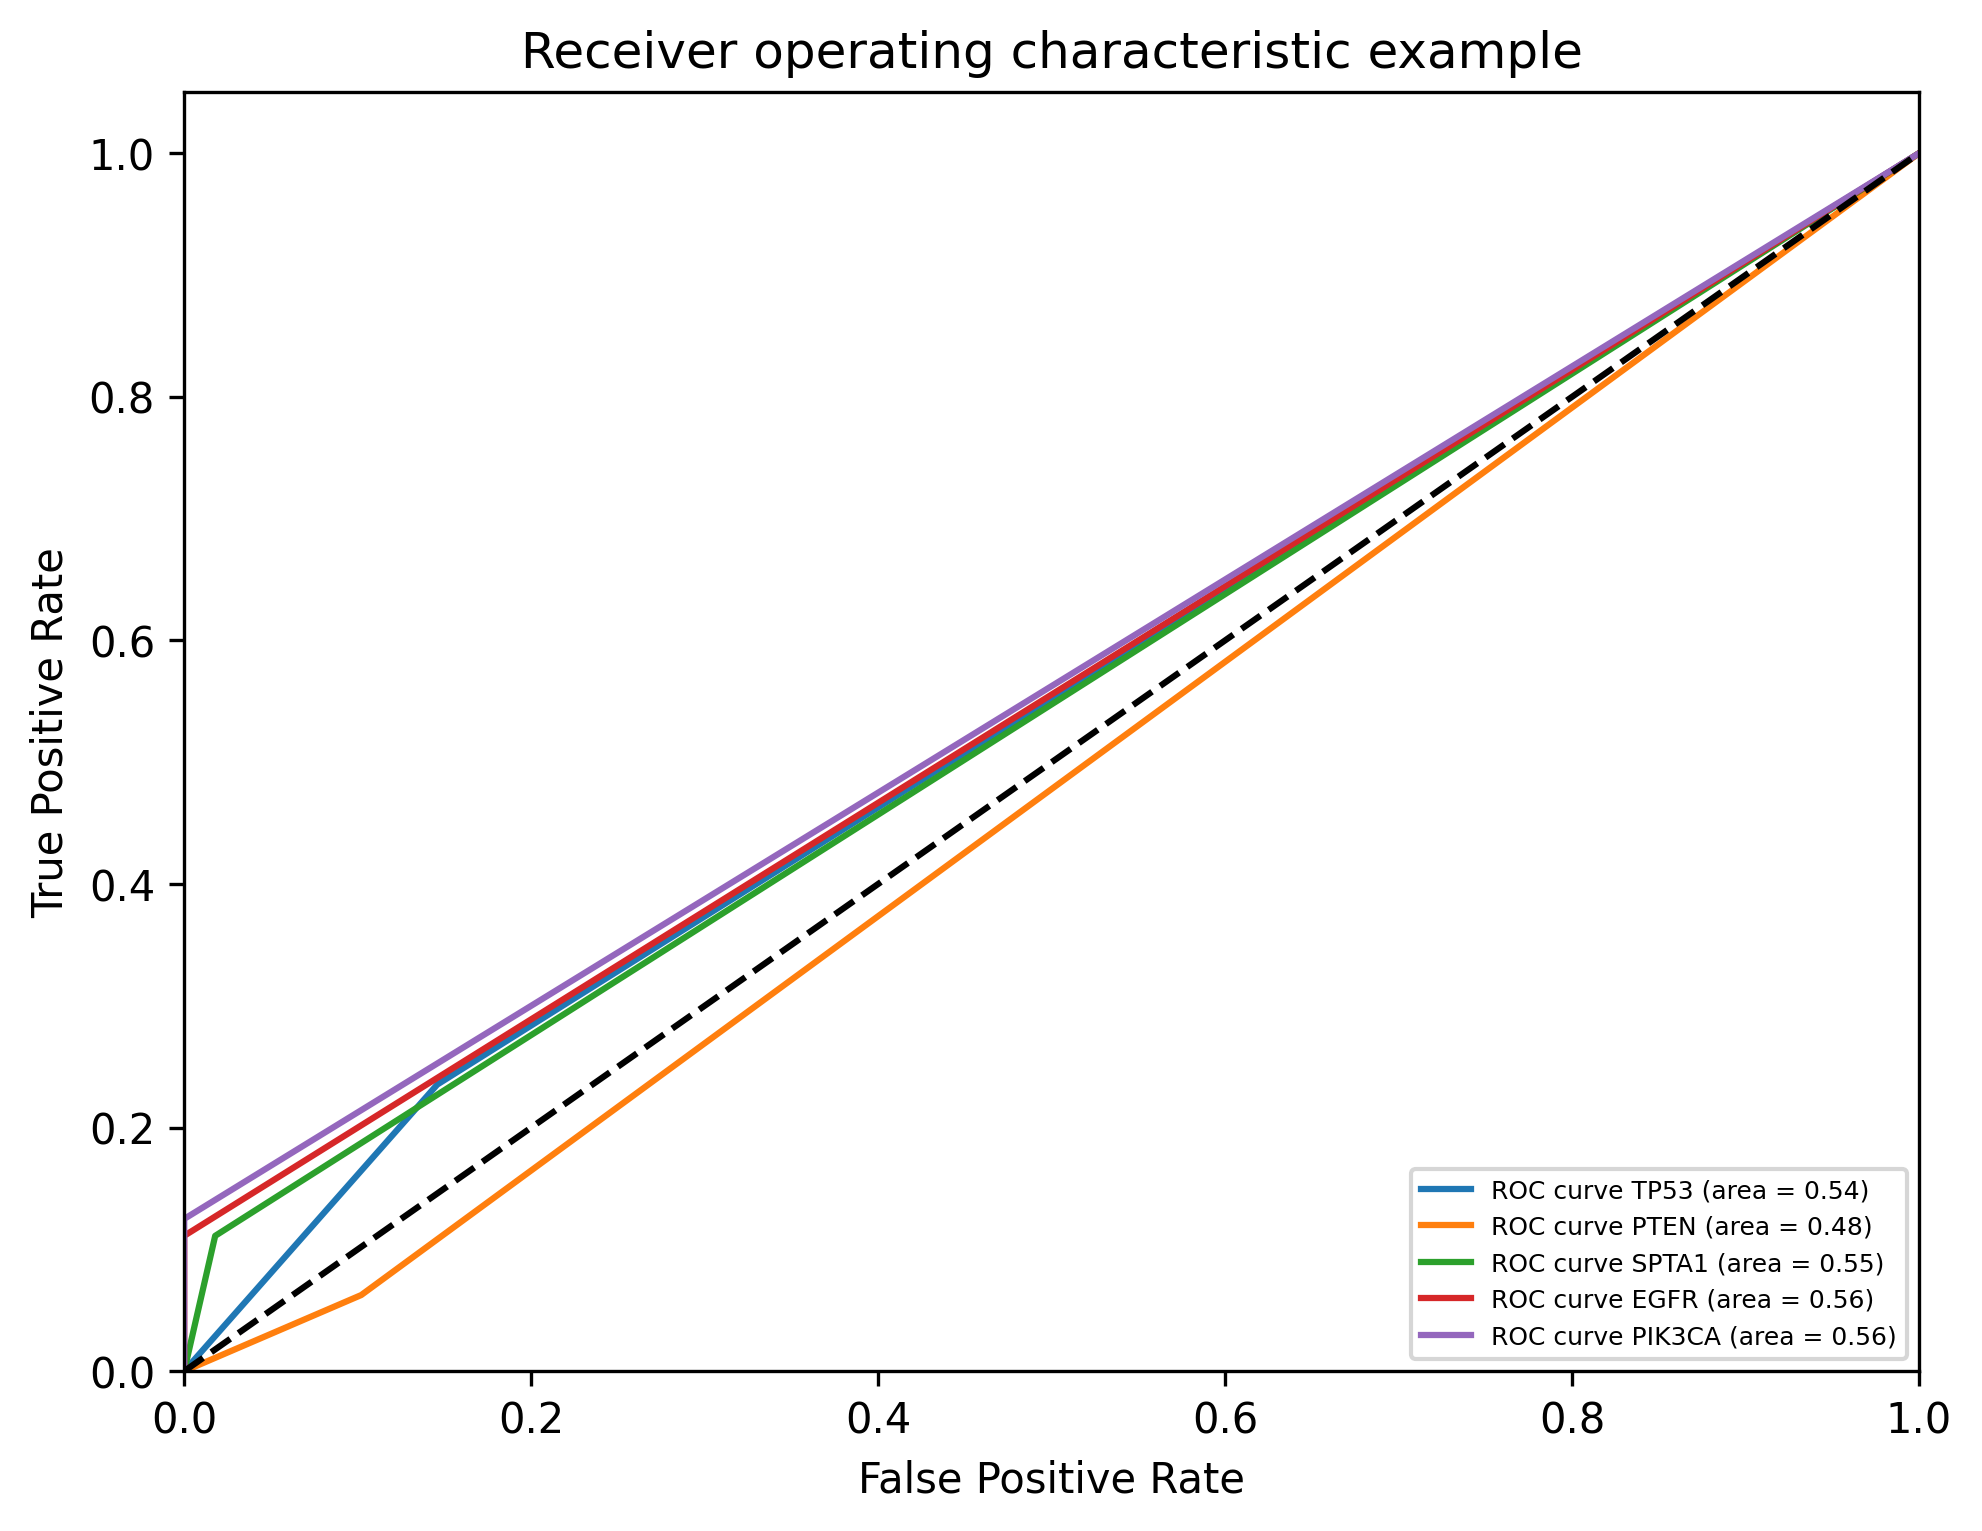 Receiver operating characteristic example
True Positive Rate
1.0
0.8
0.6
0.4
0.2
0.0
ROC curve TP53 (area = 0.54)
ROC curve PTEN (area = 0.48)
ROC curve SPTA1 (area = 0.55)
ROC curve EGFR (area = 0.56)
ROC curve PIK3CA (area = 0.56)
0.0 0.2 0.4 0.6 0.8 1.0
False Positive Rate